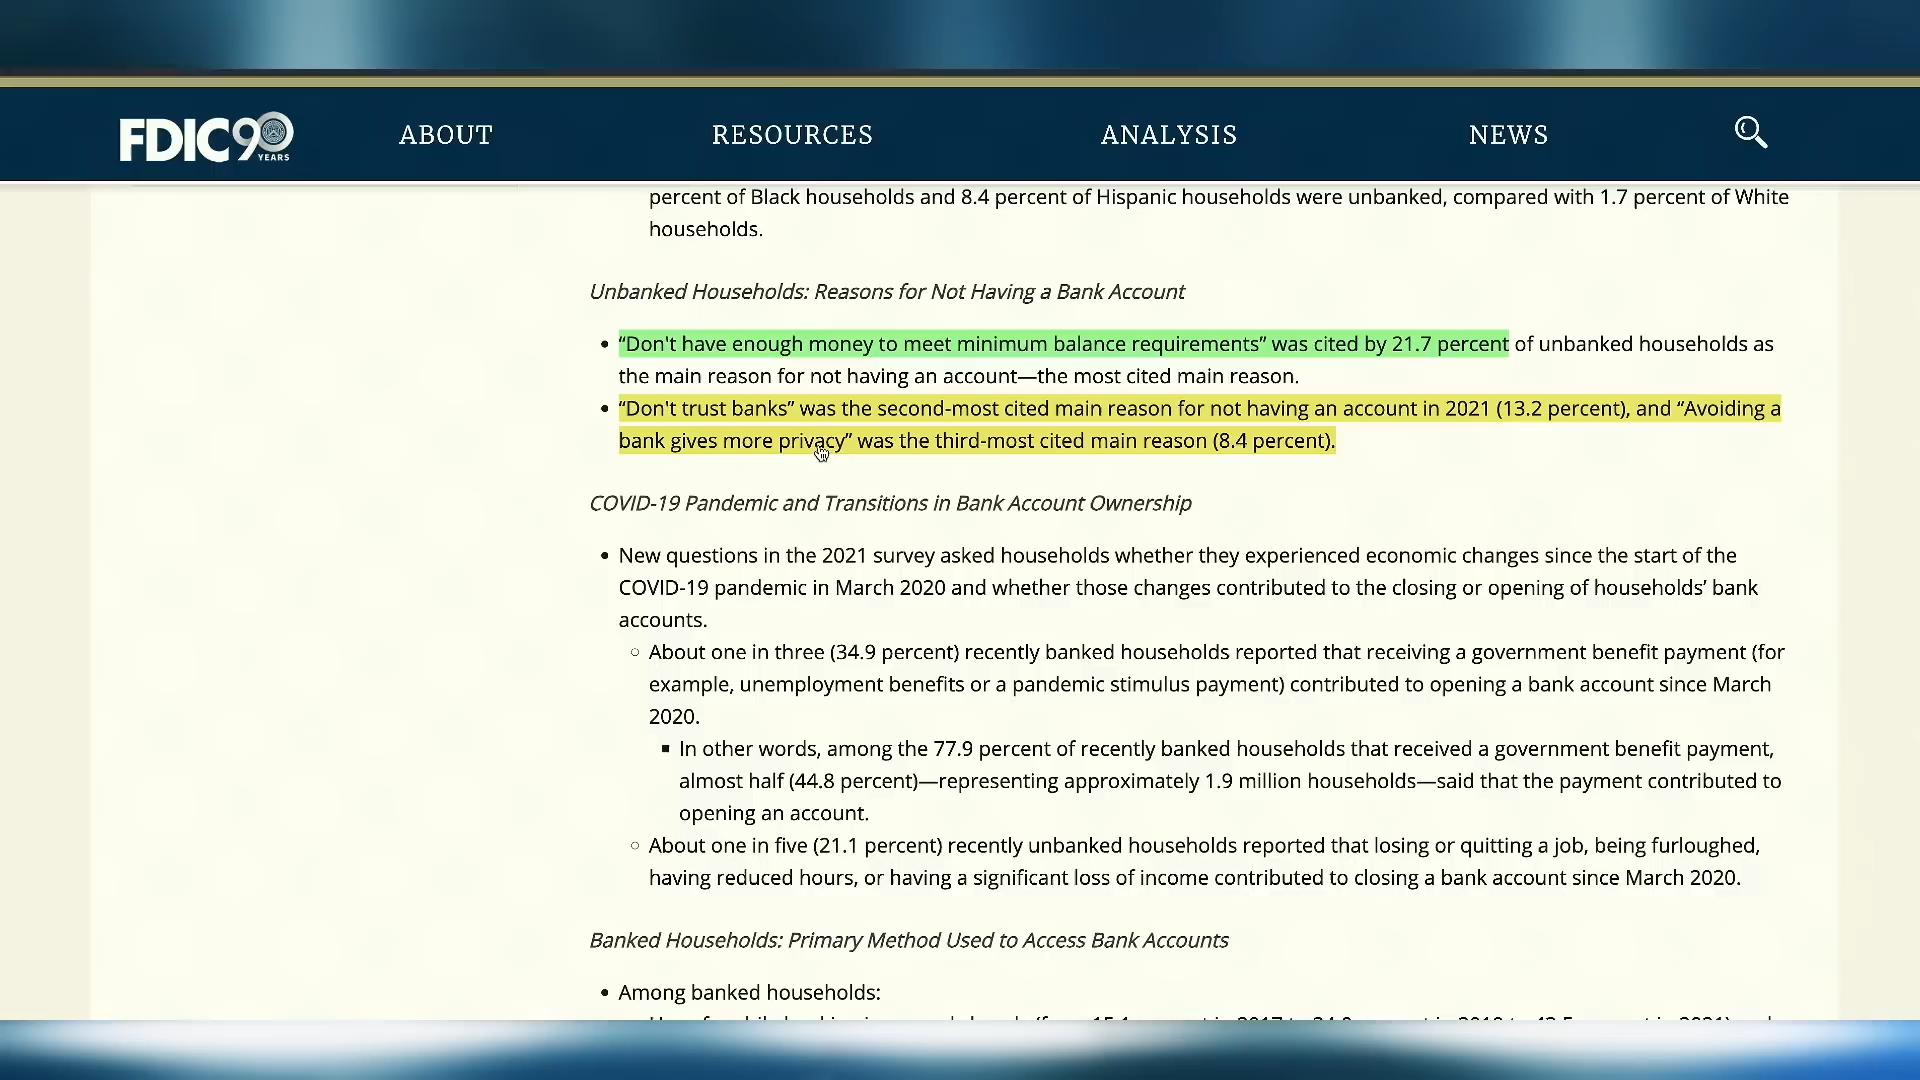 FDIC90 YEARS
ABOUT
RESOURCES
ANALYSIS
NEWS
percent of Black households and 8.4 percent of Hispanic households were unbanked, compared with 1.7 percent of White
households.
Unbanked Households: Reasons for Not Having a Bank Account
• “Don't have enough money to meet minimum balance requirements” was cited by 21.7 percent of unbanked households as
the main reason for not having an account—the most cited main reason.
• “Don't trust banks” was the second-most cited main reason for not having an account in 2021 (13.2 percent), and “Avoiding a
bank gives more privacy” was the third-most cited main reason (8.4 percent).
COVID-19 Pandemic and Transitions in Bank Account Ownership
• New questions in the 2021 survey asked households whether they experienced economic changes since the start of the
COVID-19 pandemic in March 2020 and whether those changes contributed to the closing or opening of households’ bank
accounts.
○ About one in three (34.9 percent) recently banked households reported that receiving a government benefit payment (for
example, unemployment benefits or a pandemic stimulus payment) contributed to opening a bank account since March
2020.
▪ In other words, among the 77.9 percent of recently banked households that received a government benefit payment,
almost half (44.8 percent)—representing approximately 1.9 million households—said that the payment contributed to
opening an account.
○ About one in five (21.1 percent) recently unbanked households reported that losing or quitting a job, being furloughed,
having reduced hours, or having a significant loss of income contributed to closing a bank account since March 2020.
Banked Households: Primary Method Used to Access Bank Accounts
• Among banked households: